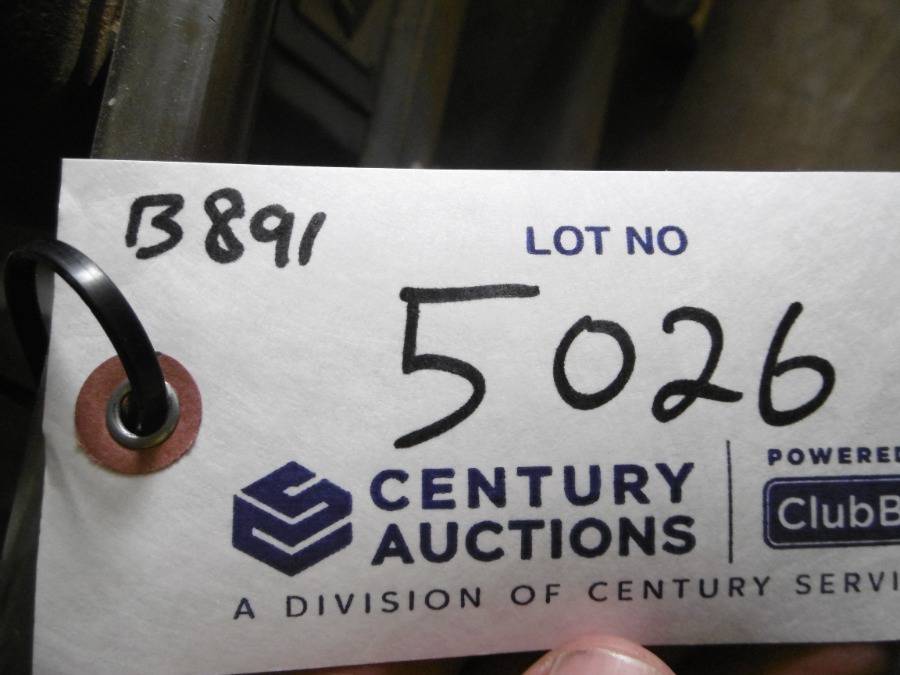 B891
LOT NO
5026
CENTURY
AUCTIONS
POWERED
ClubB
A DIVISION OF CENTURY SERVI